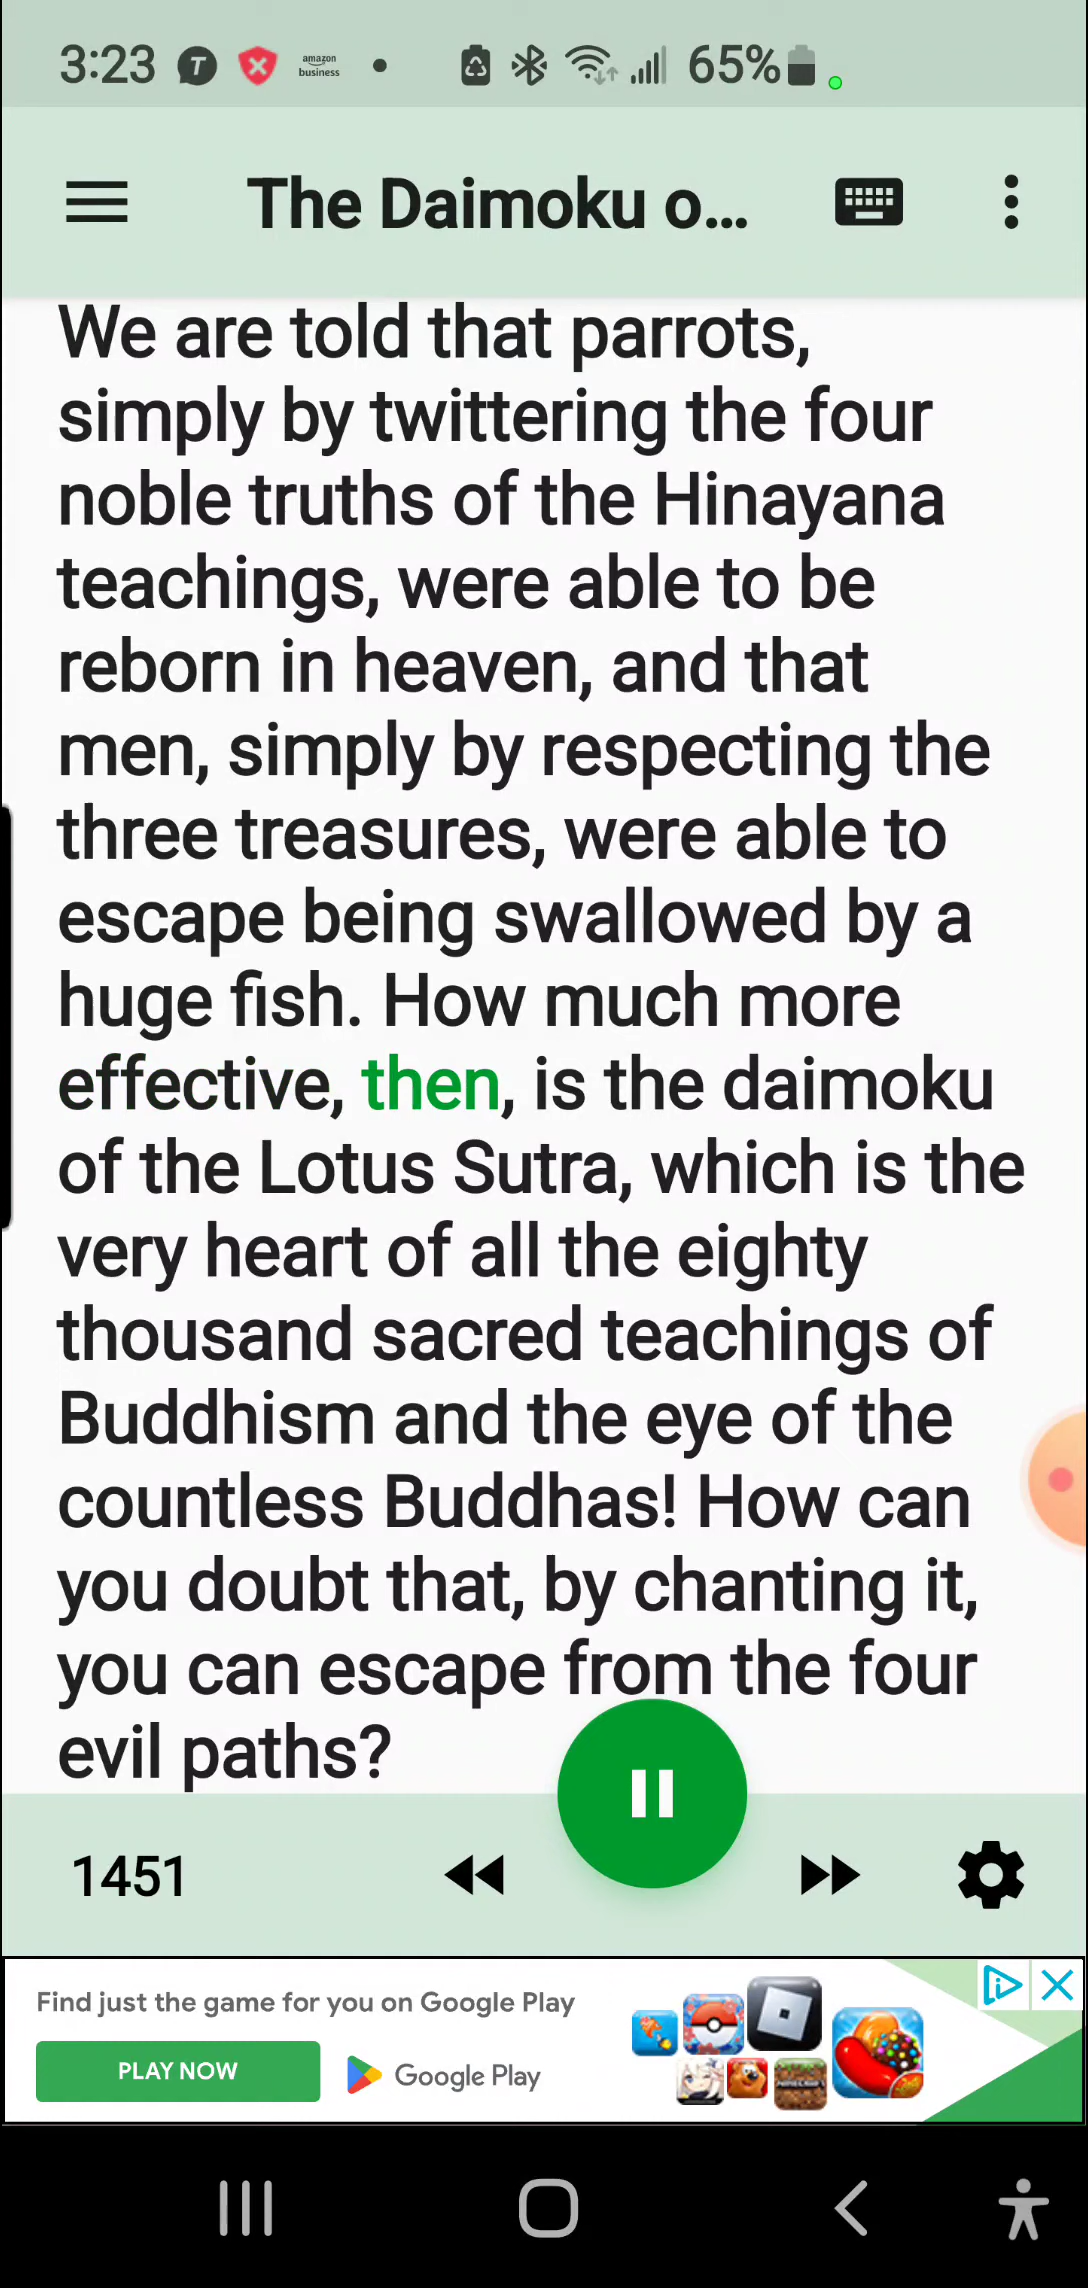 3:23
T
amazon
business
65%
The Daimoku o...
We are told that parrots,
simply by twittering the four
noble truths of the Hinayana
teachings, were able to be
reborn in heaven, and that
men, simply by respecting the
three treasures, were able to
escape being swallowed by a
huge fish. How much more
effective, then, is the daimoku
of the Lotus Sutra, which is the
very heart of all the eighty
thousand sacred teachings of
Buddhism and the eye of the
countless Buddhas! How can
you doubt that, by chanting it,
you can escape from the four
evil paths?
1451
Find just the game for you on Google Play
PLAY NOW
Google Play
MINECRAFT